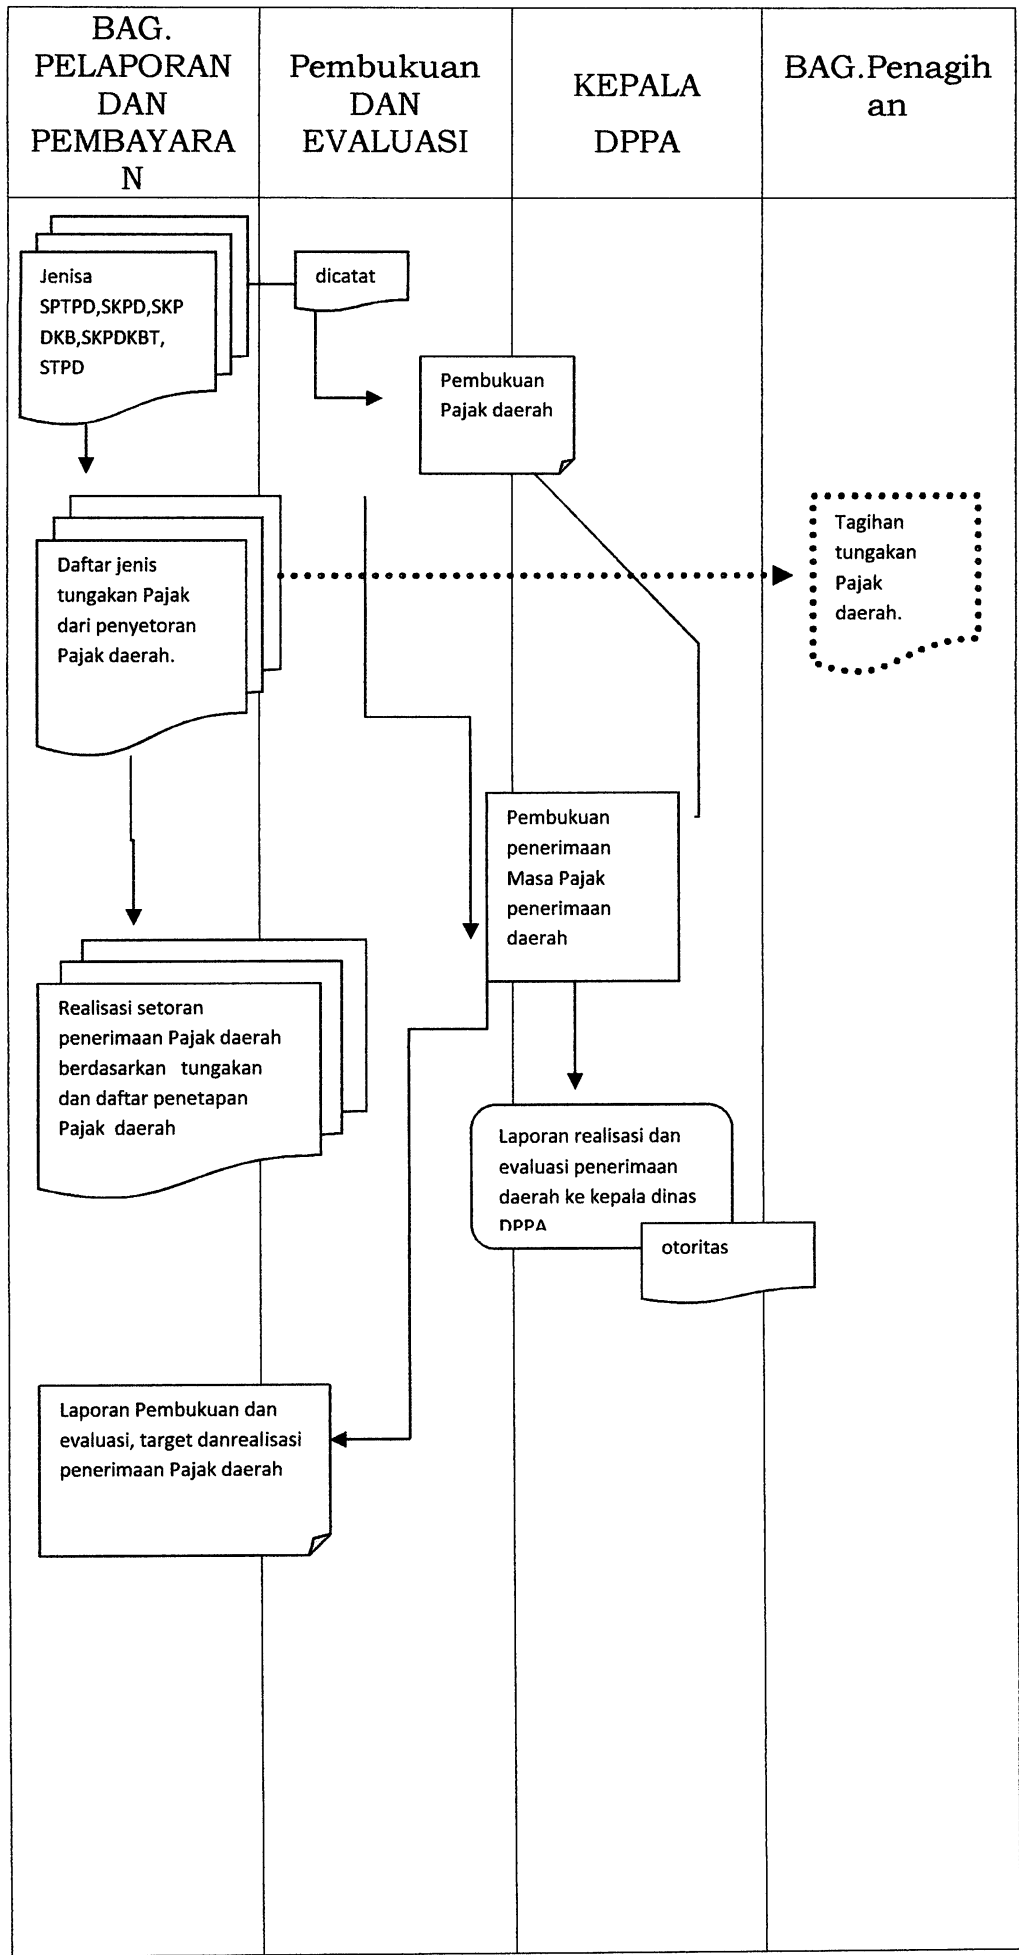 BAG.
PELAPORAN
DAN
PEMBAYARA
N
Pembukuan
DAN
EVALUASI
KEPALA
DPPA
BAG.Penagih
an
Jenisa
SPTPD,SKPD,SKP
DKB,SKPDKBT,
STPD
dicatat
Pembukuan
Pajak daerah
Daftar jenis
tungakan Pajak
dari penyetoran
Pajak daerah.
Tagihan
tungakan
Pajak
daerah.
Pembukuan
penerimaan
Masa Pajak
penerimaan
daerah
Realisasi setoran
penerimaan Pajak daerah
berdasarkan tungakan
dan daftar penetapan
Pajak daerah
Laporan realisasi dan
evaluasi penerimaan
daerah ke kepala dinas
DPPA
otoritas
Laporan Pembukuan dan
evaluasi, target danrealisasi
penerimaan Pajak daerah